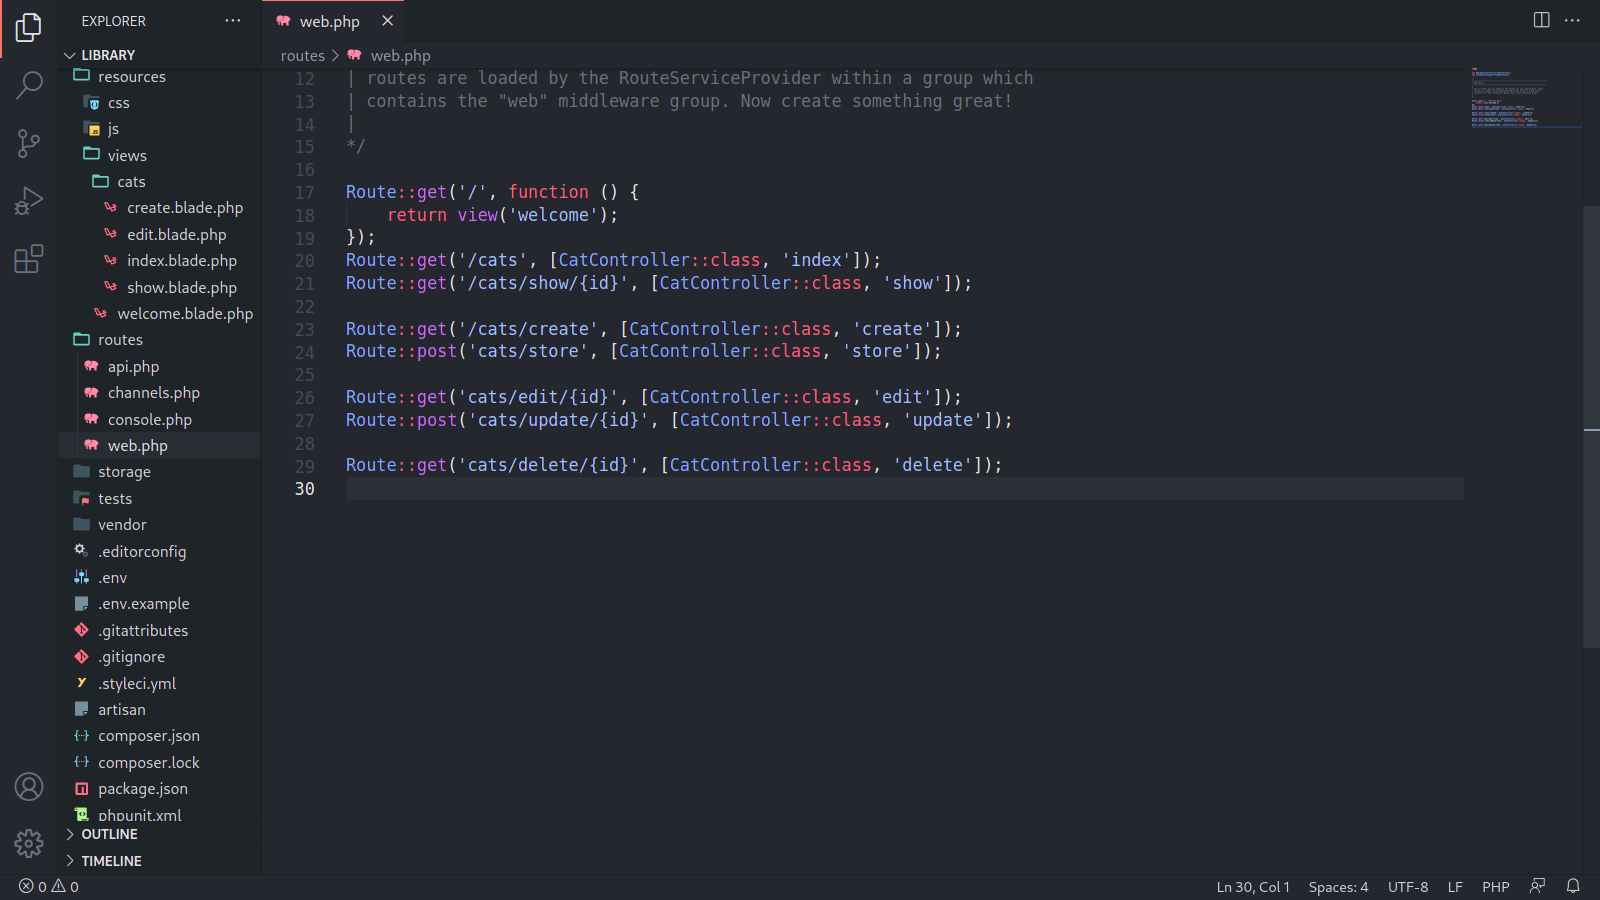 EXPLORER
LIBRARY
resources
css
js
views
cats
create.blade.php
edit.blade.php
index.blade.php
show.blade.php
welcome.blade.php
routes
api.php
channels.php
console.php
web.php
storage
tests
vendor
.editorconfig
.env
.env.example
.gitattributes
.gitignore
.styleci.yml
artisan
composer.json
composer.lock
package.json
phpunit.xml
OUTLINE
TIMELINE
web.php
routes > web.php
12 | routes are loaded by the RouteServiceProvider within a group which
13 | contains the "web" middleware group. Now create something great!
14 |
15 */
16
17 Route::get('/', function () {
18     return view('welcome');
19 });
20 Route::get('/cats', [CatController::class, 'index']);
21 Route::get('/cats/show/{id}', [CatController::class, 'show']);
22
23 Route::get('/cats/create', [CatController::class, 'create']);
24 Route::post('cats/store', [CatController::class, 'store']);
25
26 Route::get('cats/edit/{id}', [CatController::class, 'edit']);
27 Route::post('cats/update/{id}', [CatController::class, 'update']);
28
29 Route::get('cats/delete/{id}', [CatController::class, 'delete']);
30
0 0
Ln 30, Col 1 Spaces: 4 UTF-8 LF PHP